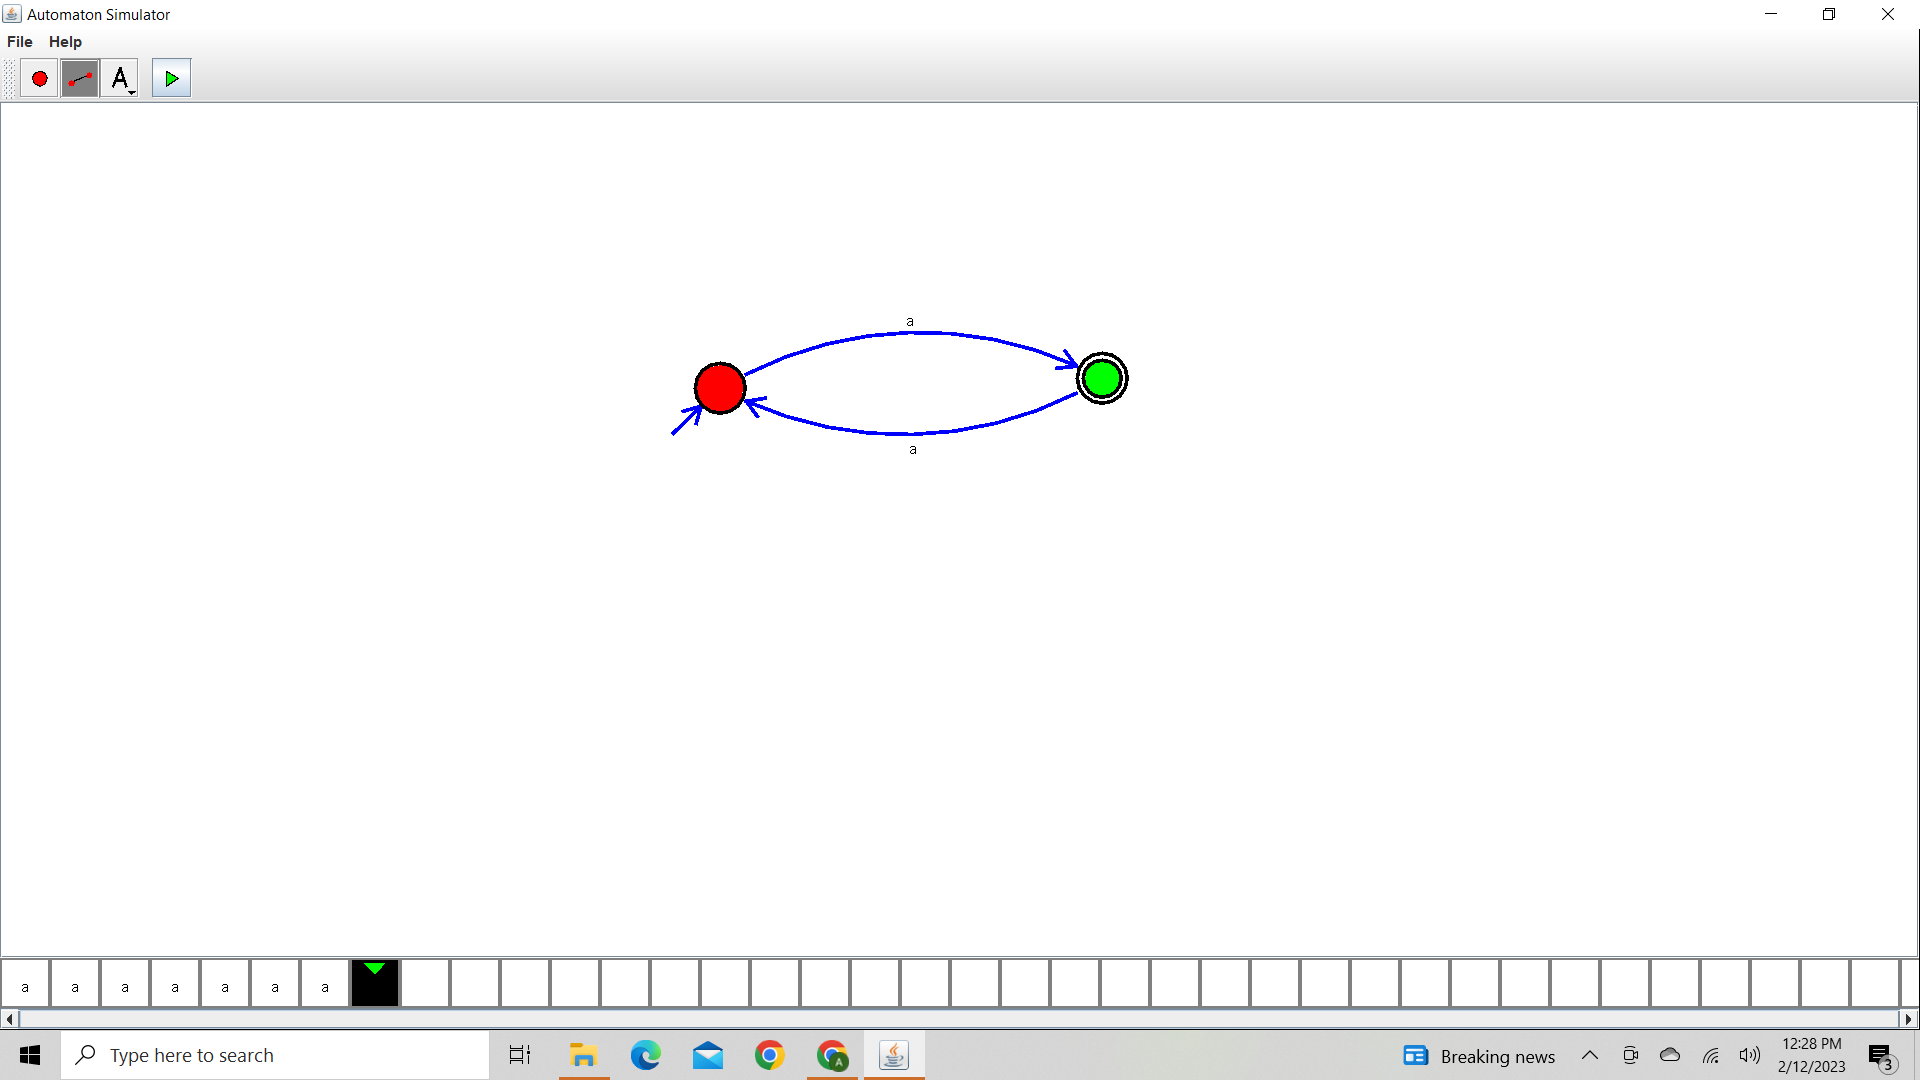 Automaton Simulator
File Help
A
a
a
a a a a a a a
Type here to search
A
Breaking news
12:28 PM
2/12/2023
3